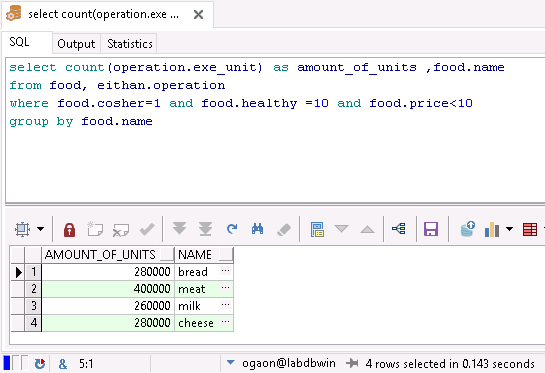 select count(operation.exe ...
SQL Output Statistics
select count(operation.exe_unit) as amount_of_units ,food.name
from food, eithan.operation
where food.cosher=1 and food.healthy =10 and food.price<10
group by food.name
AMOUNT_OF_UNITS NAME
1 280000 bread ...
2 400000 meat ...
3 260000 milk ...
4 280000 cheese ...
& 5:1 ogaon@labdbwin 4 rows selected in 0.143 seconds